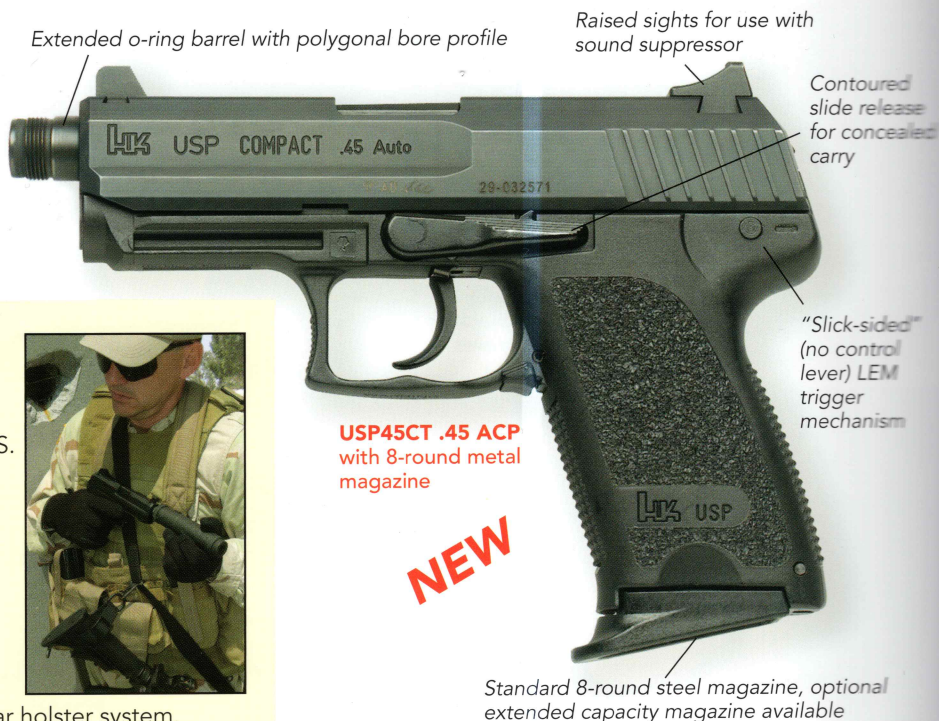 Extended o-ring barrel with polygonal bore profile
Raised sights for use with
sound suppressor
Contoured
slide release
for concealed
carry
HK USP COMPACT .45 Auto
29-032571
"Slick-sided"
(no control
lever) LEM
trigger
mechanism
S.
USP45CT .45 ACP
with 8-round metal
magazine
NEW
HK USP
Standard 8-round steel magazine, optional
extended capacity magazine available
ar holster system